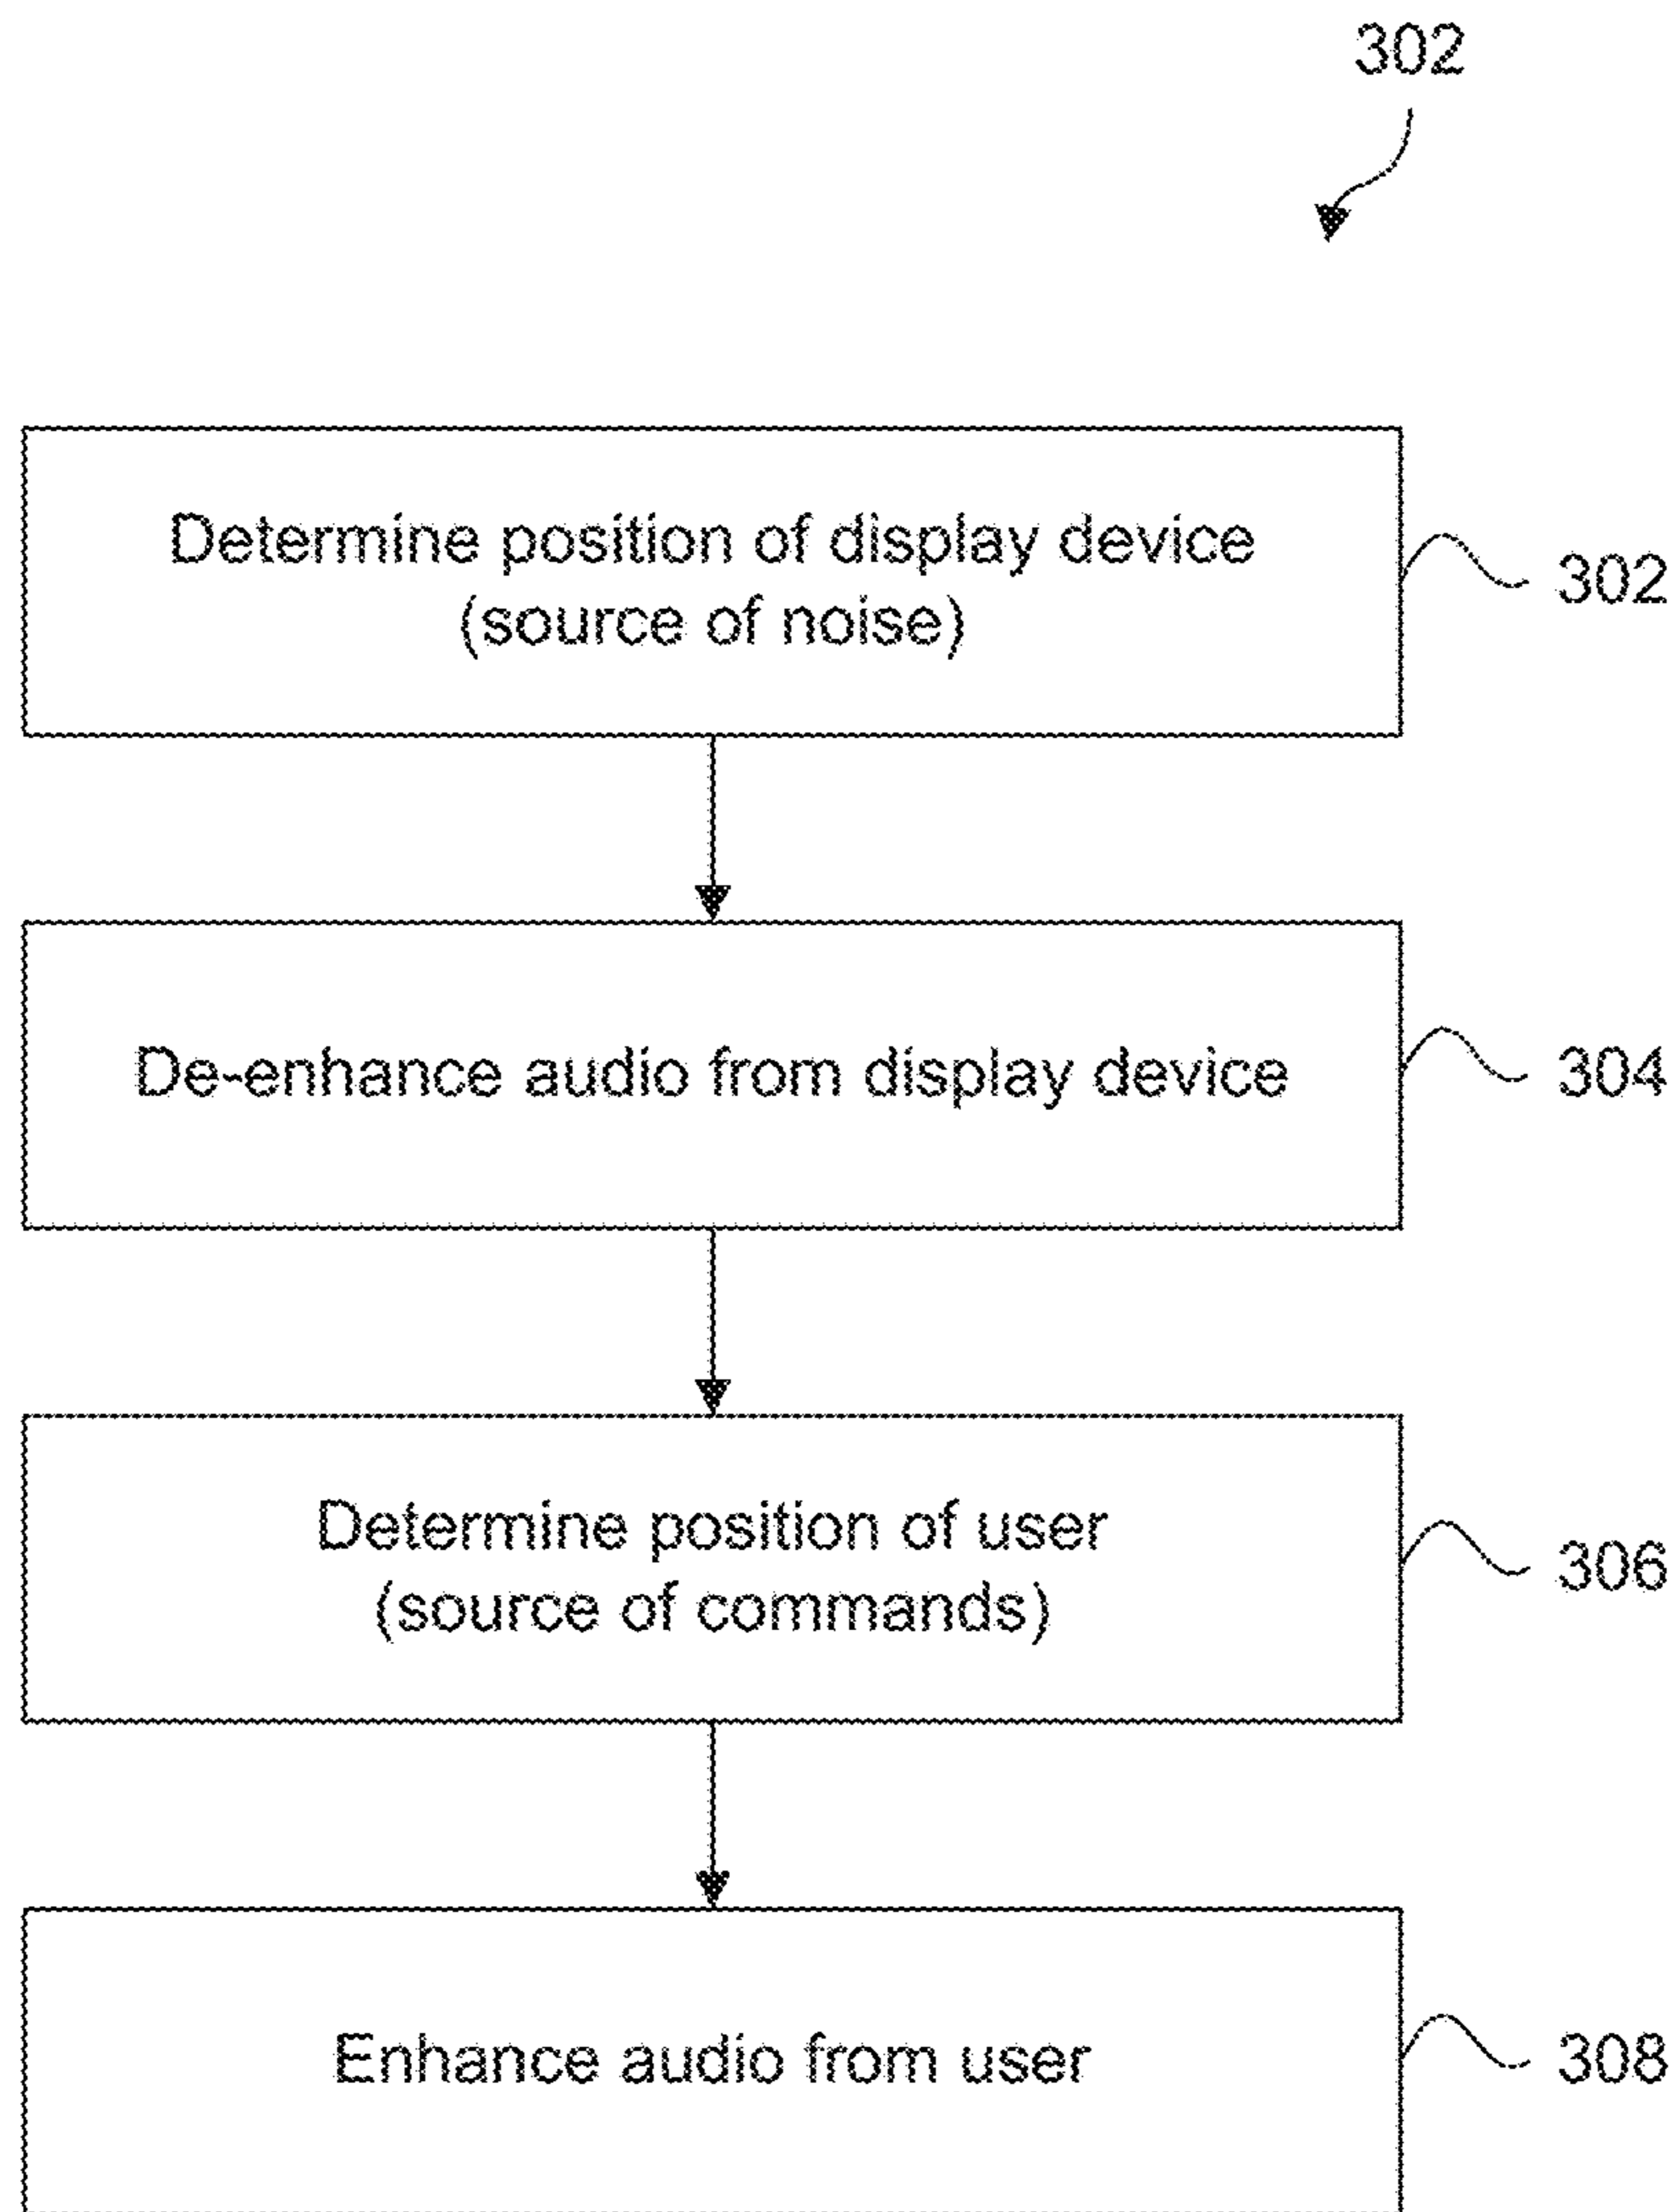 302
Determine position of display device
(source of noise)
302
De-enhance audio from display device
304
Determine position of user
(source of commands)
306
Enhance audio from user
308